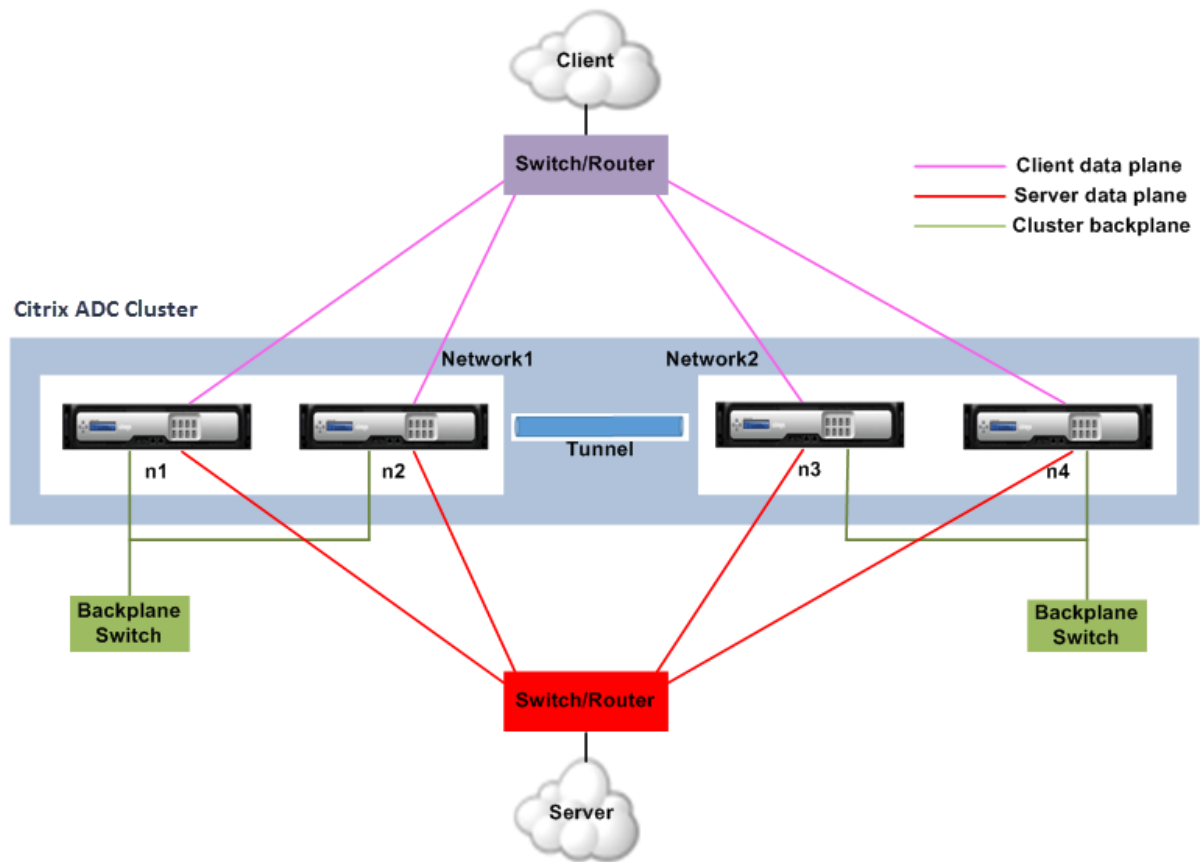 Client
Switch/Router
Client data plane
Server data plane
Cluster backplane
Citrix ADC Cluster
Network1
Network2
Tunnel
n1
n2
n3
n4
Backplane
Switch
Backplane
Switch
Switch/Router
Server